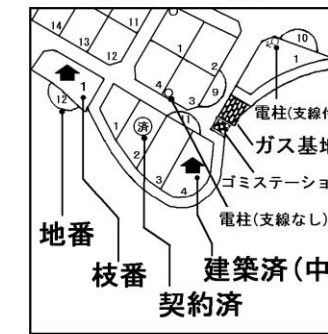 14
13
12
11
1
2
4
3
9
10
1
12
1
1
2
3
4
済
11
電柱(支線付
ガス基地
ゴミステーショ
電柱(支線なし)
地番
枝番
建築済(中
契約済